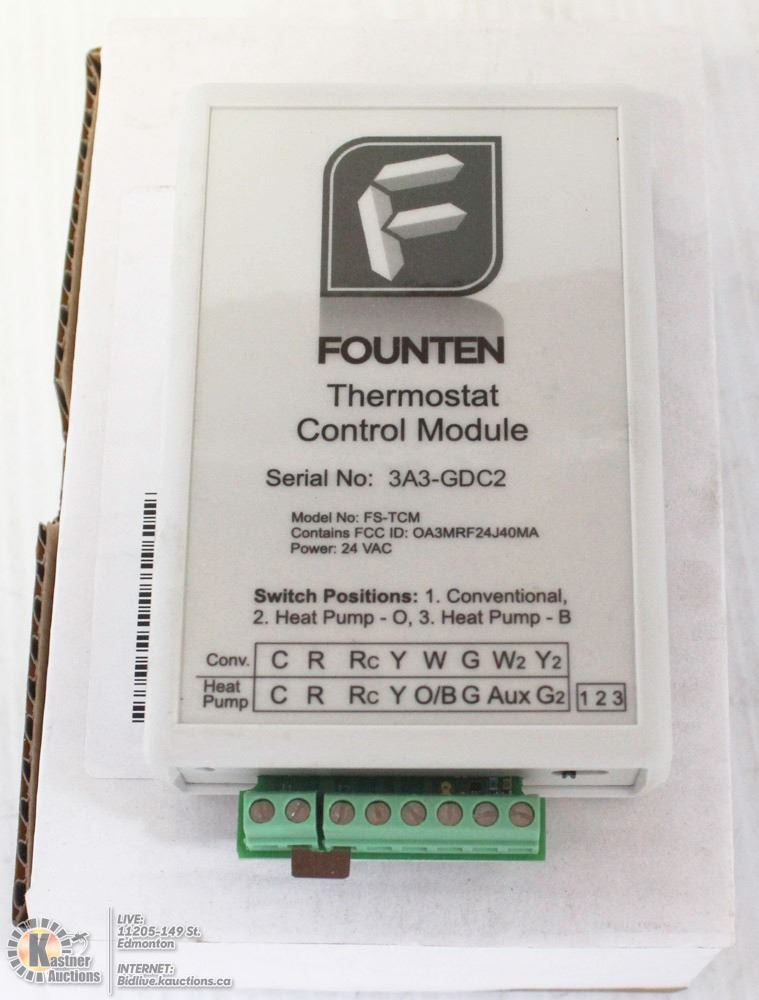 F
FOUNTEN
Thermostat
Control Module
Serial No: 3A3-GDC2
Model No: FS-TCM
Contains FCC ID: OA3MRF24J40MA
Power: 24 VAC
Switch Positions: 1. Conventional,
2. Heat Pump - O, 3. Heat Pump - B
Conv. C R Rc Y W G W2 Y2
Heat Pump C R Rc Y O/B G Aux G2 1 2 3
Kastner
Auctions
LIVE:
11205-149 St.
Edmonton
INTERNET:
Bidlive.kauctions.ca